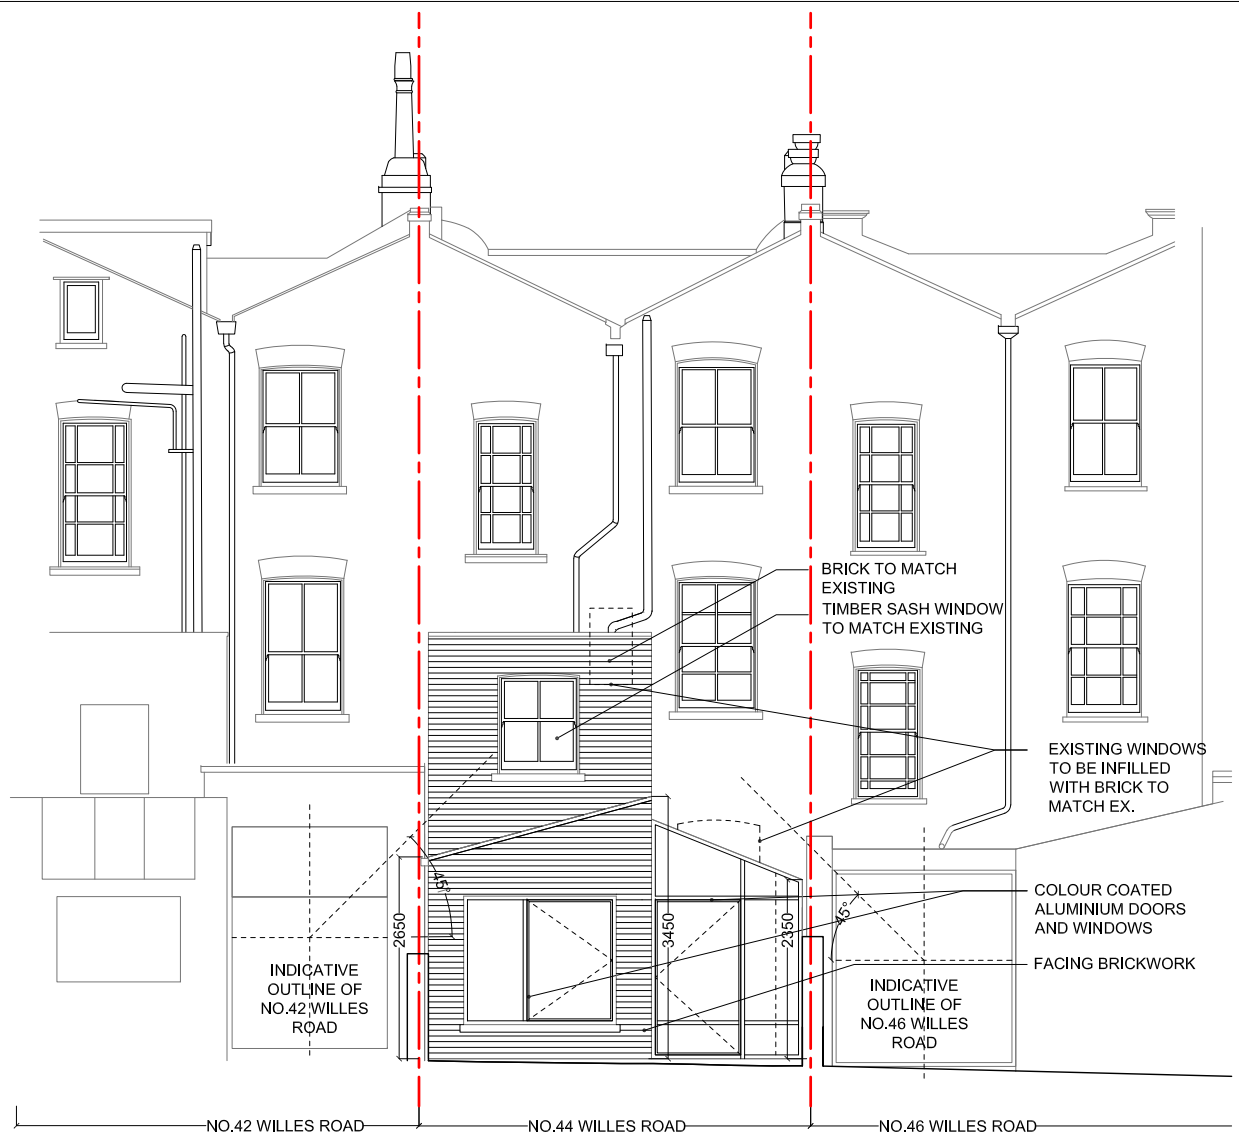 BRICK TO MATCH
EXISTING
TIMBER SASH WINDOW
TO MATCH EXISTING
EXISTING WINDOWS
TO BE INFILLED
WITH BRICK TO
MATCH EX.
COLOUR COATED
ALUMINIUM DOORS
AND WINDOWS
FACING BRICKWORK
45°
45°
2650
3450
2350
INDICATIVE
OUTLINE OF
NO.42 WILLES
ROAD
INDICATIVE
OUTLINE OF
NO.46 WILLES
ROAD
NO.42 WILLES ROAD
NO.44 WILLES ROAD
NO.46 WILLES ROAD